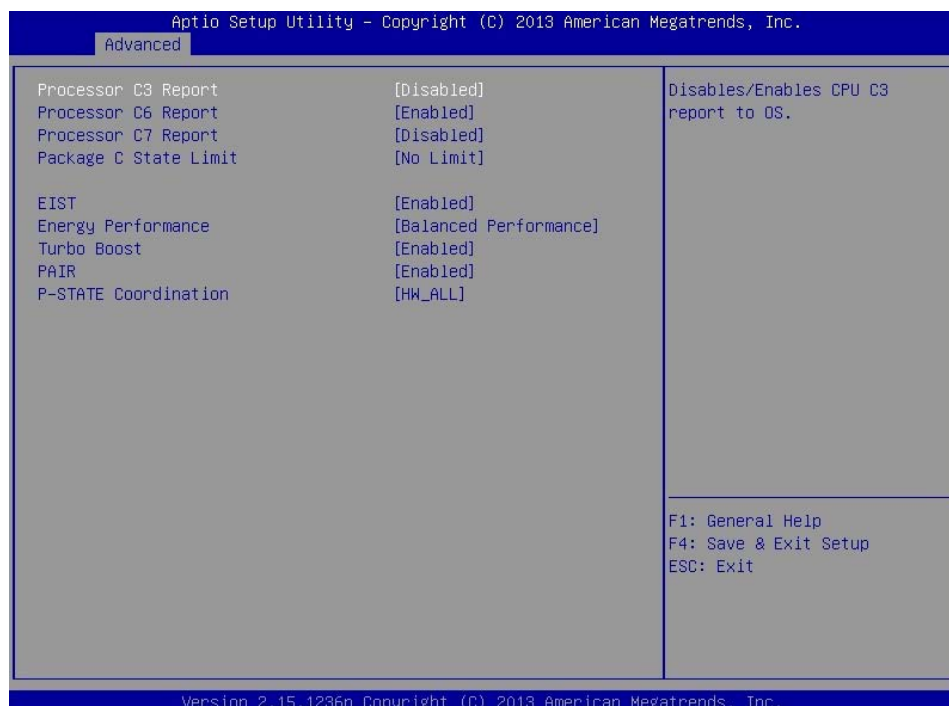 Aptio Setup Utility – Copyright (C) 2013 American Megatrends, Inc.
Advanced
Processor C3 Report [Disabled]
Processor C6 Report [Enabled]
Processor C7 Report [Disabled]
Package C State Limit [No Limit]
EIST [Enabled]
Energy Performance [Balanced Performance]
Turbo Boost [Enabled]
PAIR [Enabled]
P-STATE Coordination [HW_ALL]
Disables/Enables CPU C3
report to OS.
F1: General Help
F4: Save & Exit Setup
ESC: Exit
Version 2.15.1236n Copyright (C) 2013 American Megatrends, Inc.